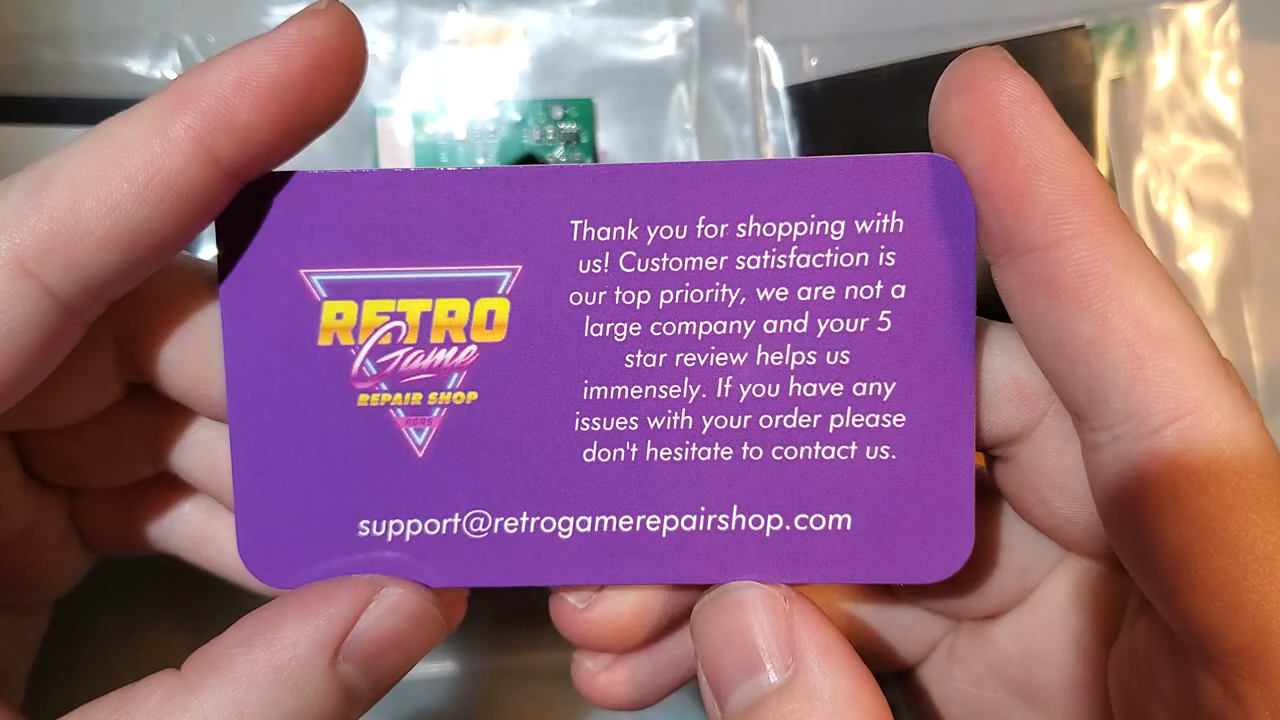 RETRO
Game
REPAIR SHOP
RGRS
Thank you for shopping with
us! Customer satisfaction is
our top priority, we are not a
large company and your 5
star review helps us
immensely. If you have any
issues with your order please
don't hesitate to contact us.
support@retrogamerepairshop.com